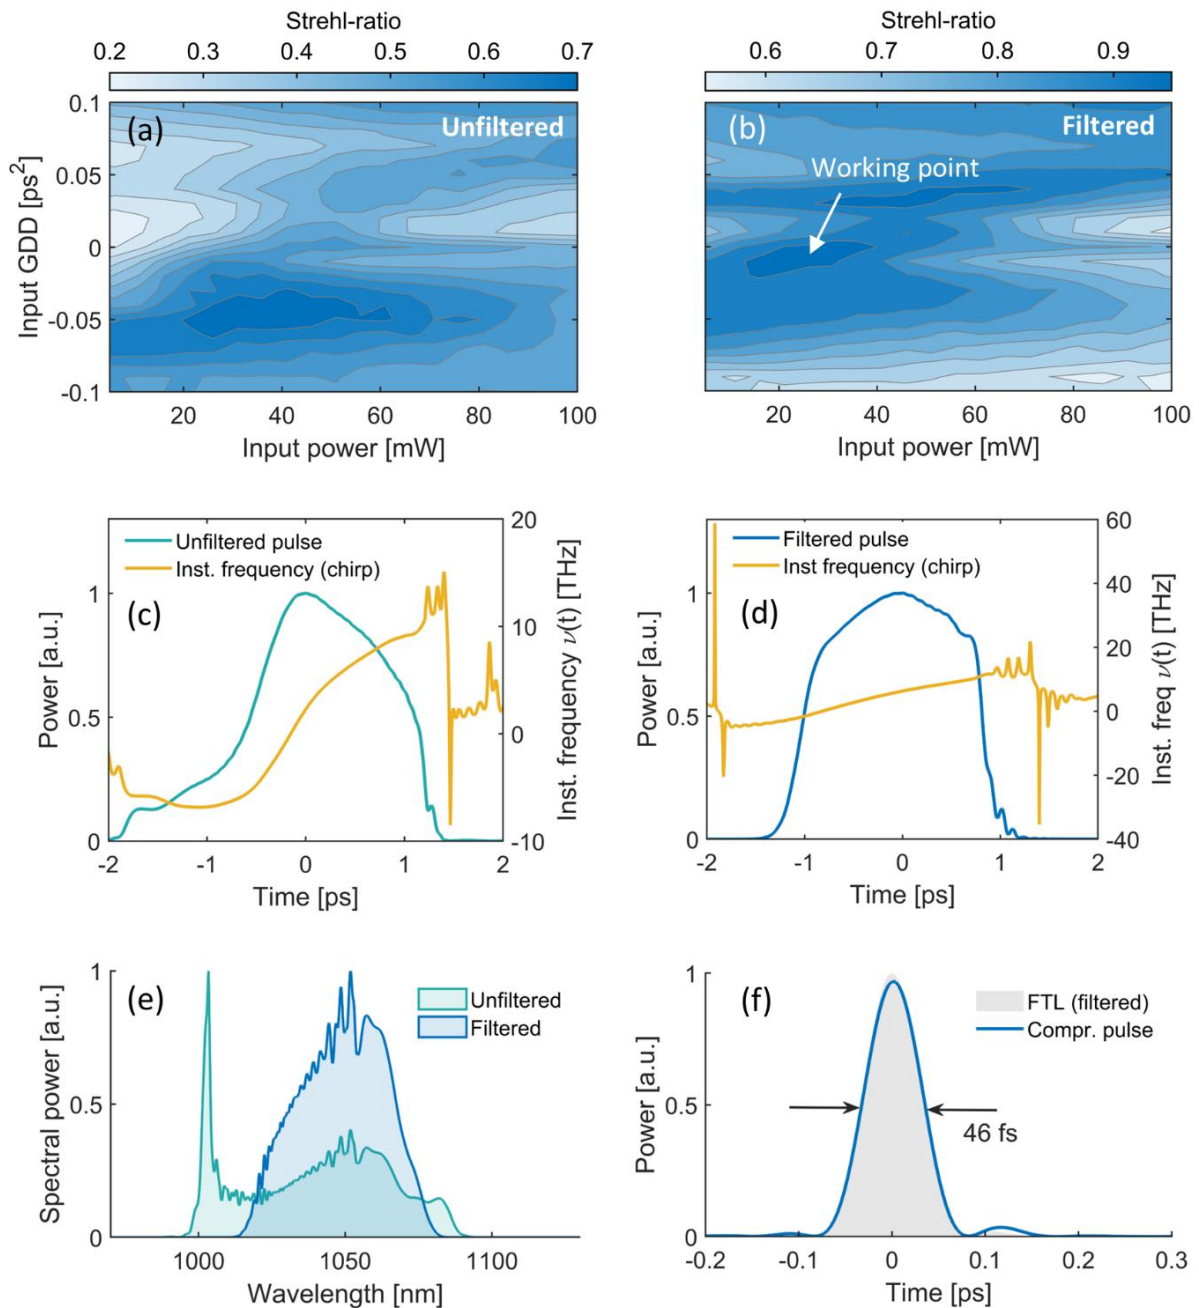 Strehl-ratio
0.2 0.3 0.4 0.5 0.6 0.7
(a) Unfiltered
0.1
0.05
0
-0.05
-0.1
Input GDD [ps²]
20 40 60 80 100
Input power [mW]
Strehl-ratio
0.6 0.7 0.8 0.9
(b) Filtered
Working point
20 40 60 80 100
Input power [mW]
Unfiltered pulse
Inst. frequency (chirp)
(c)
1
0.5
0
Power [a.u.]
20
10
0
-10
Inst. frequency ν(t) [THz]
-2 -1 0 1 2
Time [ps]
Filtered pulse
Inst frequency (chirp)
(d)
1
0.5
0
Power [a.u.]
60
40
20
0
-20
-40
Inst. freq ν(t) [THz]
-2 -1 0 1 2
Time [ps]
(e)
Unfiltered
Filtered
1
0.5
0
Spectral power [a.u.]
1000 1050 1100
Wavelength [nm]
(f)
FTL (filtered)
Compr. pulse
46 fs
1
0.5
0
Power [a.u.]
-0.2 -0.1 0 0.1 0.2 0.3
Time [ps]